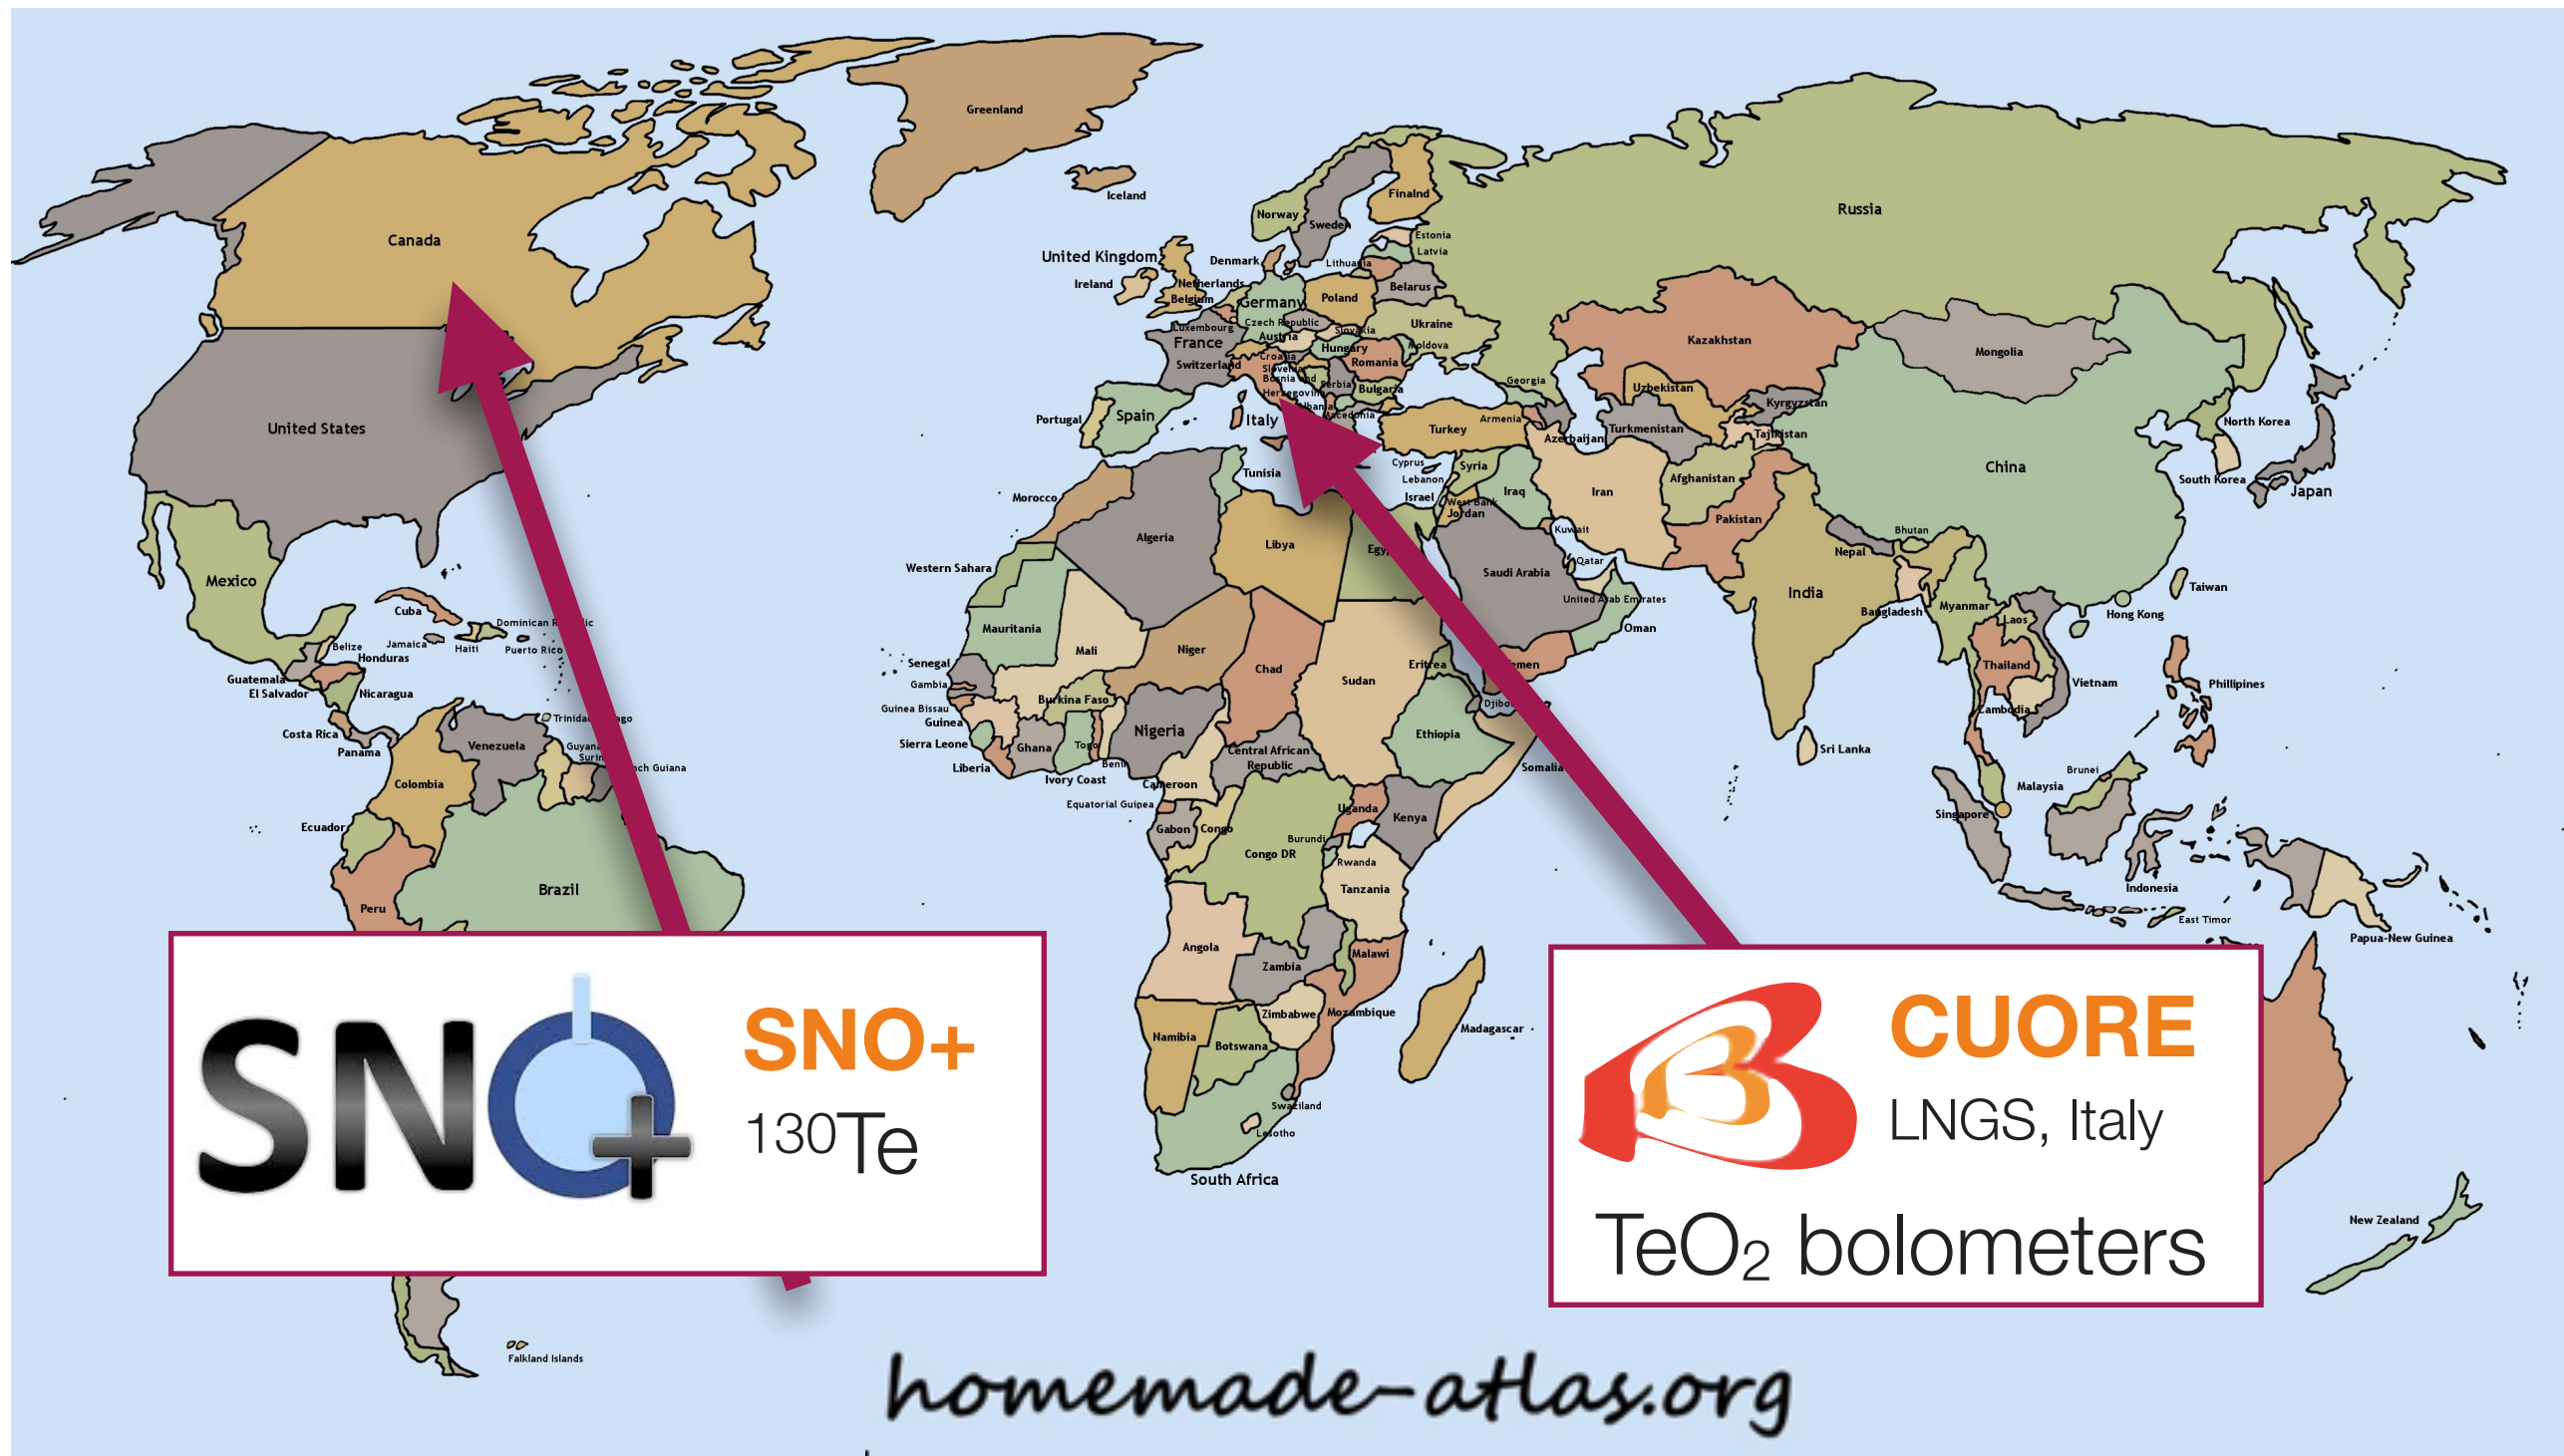 Greenland
Iceland
Canada
United States
Mexico
Cuba
Dominican
Jamaica
Haiti
Puerto Rico
Belize
Honduras
Guatemala
El Salvador
Nicaragua
Costa Rica
Panama
Venezuela
Colombia
Ecuador
Peru
Brazil
Falkland Islands
Norway
Sweden
Finalnd
Russia
Estonia
Latvia
Lithuania
Denmark
United Kingdom
Ireland
Netherlands
Belgium
Germany
Poland
Belarus
Luxembourg
Czech Republic
Slovakia
Ukraine
France
Austria
Hungary
Moldova
Switzerland
Croatia
Slovenia
Romania
Bosnia and
Herzegovina
Serbia
Bulgaria
Albania
Macedonia
Portugal
Spain
Italy
Turkey
Georgia
Armenia
Azerbaijan
Kazakhstan
Uzbekistan
Kyrgyzstan
Turkmenistan
Tajikistan
Mongolia
China
North Korea
South Korea
Japan
Tunisia
Cyprus
Lebanon
Israel
Syria
West Bank
Jordan
Iraq
Iran
Afghanistan
Pakistan
Kuwait
Qatar
Saudi Arabia
United Arab Emirates
Oman
Nepal
Bhutan
India
Bangladesh
Myanmar
Laos
Thailand
Cambodia
Vietnam
Hong Kong
Taiwan
Phillipines
Sri Lanka
Malaysia
Brunei
Singapore
Indonesia
East Timor
Papua-New Guinea
New Zealand
Morocco
Algeria
Libya
Western Sahara
Mauritania
Mali
Niger
Chad
Sudan
Eritrea
Senegal
Gambia
Guinea Bissau
Guinea
Sierra Leone
Liberia
Burkina Faso
Ghana
Togo
Ivory Coast
Nigeria
Cameroon
Central African
Republic
Ethiopia
Somalia
Equatorial Guinea
Gabon
Congo
Congo DR
Uganda
Kenya
Burundi
Rwanda
Tanzania
Angola
Zambia
Malawi
Mozambique
Zimbabwe
Namibia
Botswana
Madagascar
Swaziland
Lesotho
South Africa
SNO+
SNO+
130Te
CUORE
LNGS, Italy
TeO2 bolometers
homemade-atlas.org